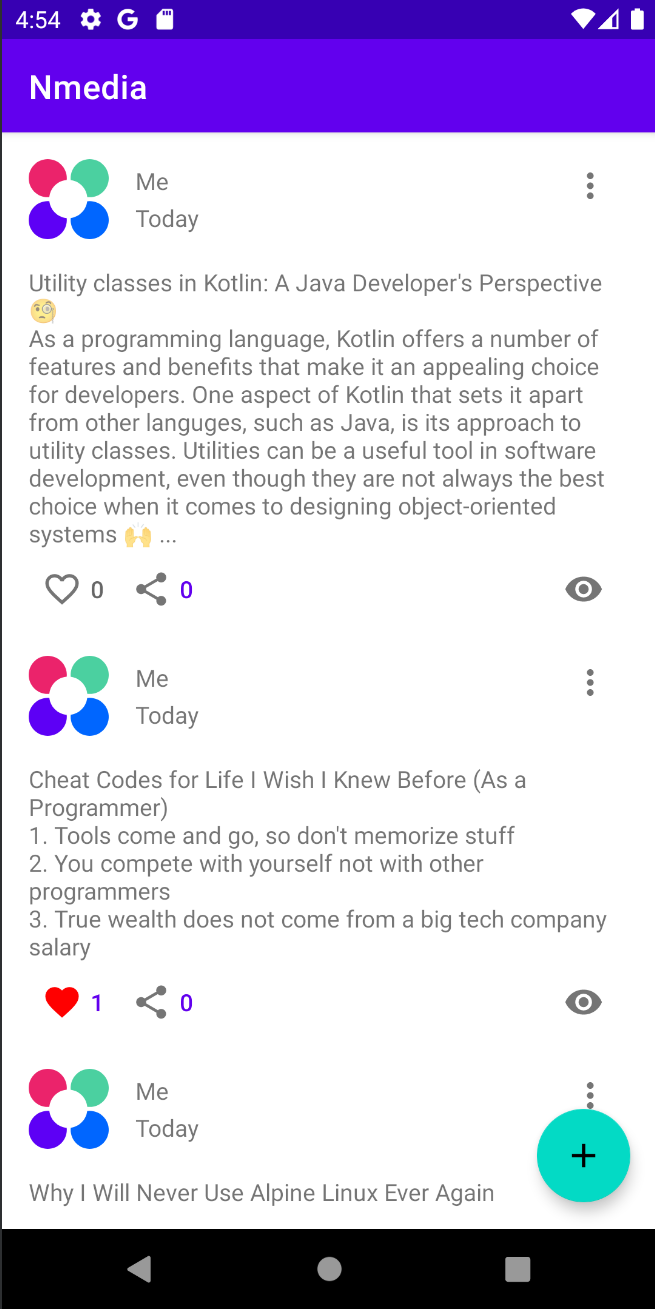 4:54
Nmedia
Me
Today
Utility classes in Kotlin: A Java Developer's Perspective
🧐
As a programming language, Kotlin offers a number of
features and benefits that make it an appealing choice
for developers. One aspect of Kotlin that sets it apart
from other languges, such as Java, is its approach to
utility classes. Utilities can be a useful tool in software
development, even though they are not always the best
choice when it comes to designing object-oriented
systems 🙌 ...
0 0
Me
Today
Cheat Codes for Life I Wish I Knew Before (As a
Programmer)
1. Tools come and go, so don't memorize stuff
2. You compete with yourself not with other
programmers
3. True wealth does not come from a big tech company
salary
1 0
Me
Today
Why I Will Never Use Alpine Linux Ever Again